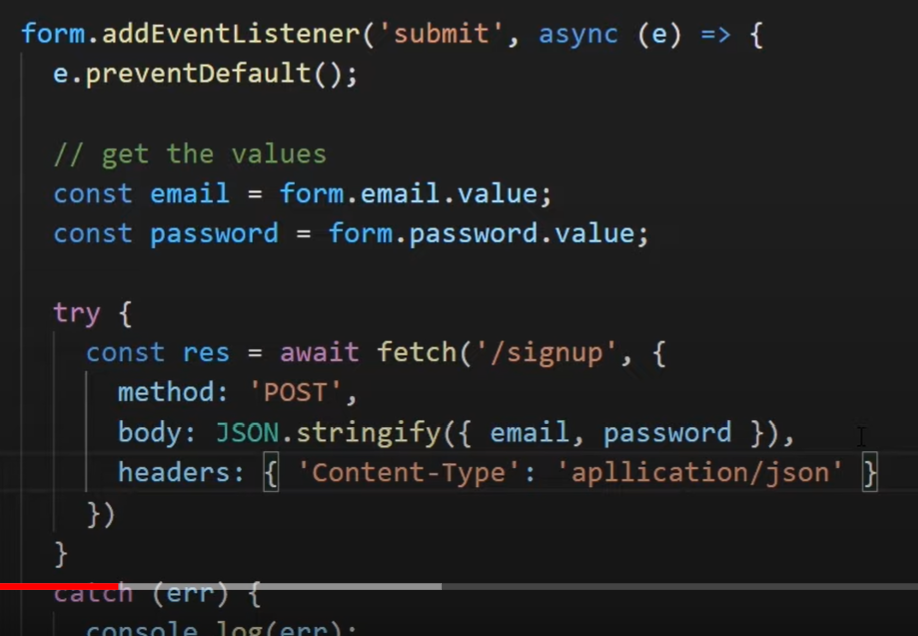 form.addEventListener('submit', async (e) => {
e.preventDefault();
// get the values
const email = form.email.value;
const password = form.password.value;
try {
const res = await fetch('/signup', {
method: 'POST',
body: JSON.stringify({ email, password }),
headers: { 'Content-Type': 'apllication/json' }
})
}
catch (err) {
console.log(err);